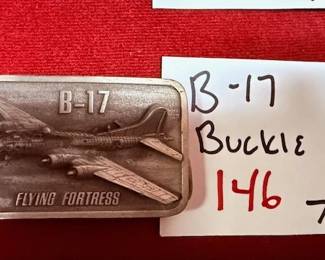 B-17
FLYING FORTRESS
B-17
Buckle
146